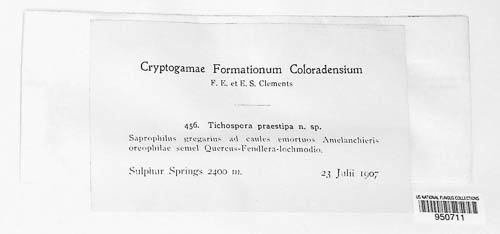 Cryptogamae Formationum Coloradensium
F. E. et E. S. Clements
456. Tichospora praestipa n. sp.
Saprophilus gregarius ad caules emortuos Amelanchieris
oreophilae semel Quercus-Fendlera-lochmodio.
Sulphur Springs 2400 m. 23 Julii 1907
US NATIONAL FUNGUS COLLECTIONS
950711